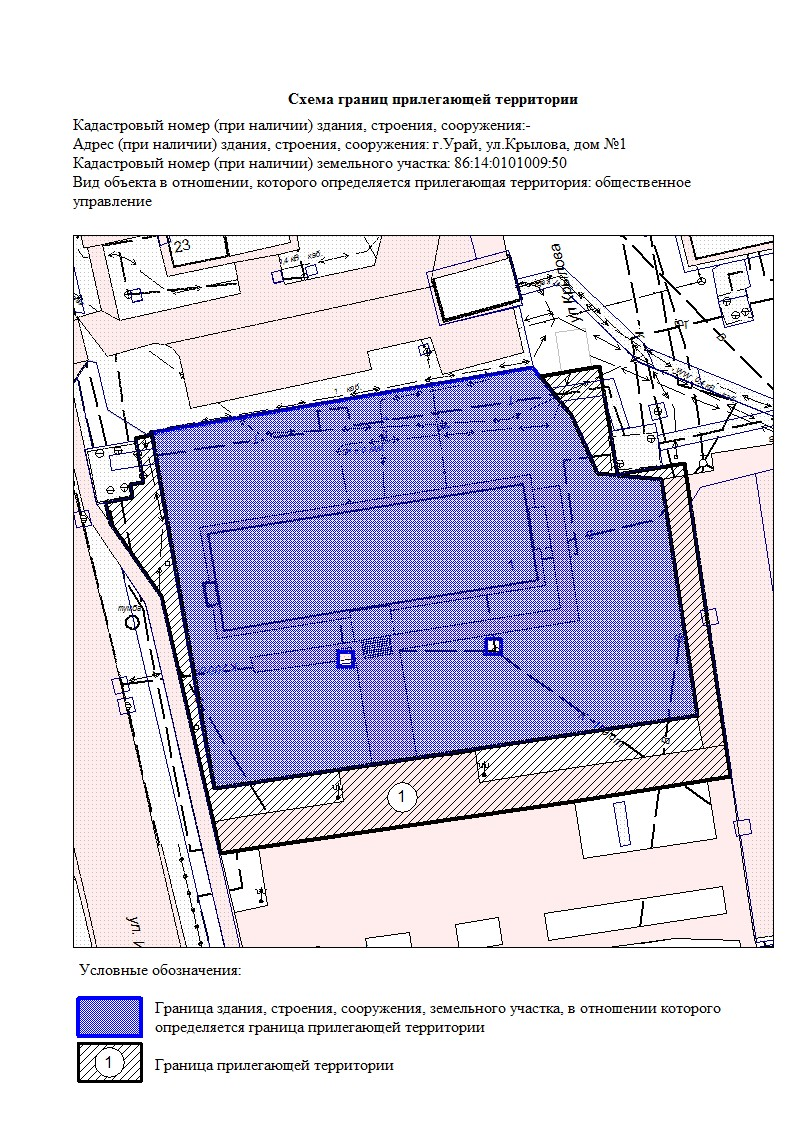 Схема границ прилегающей территории
Кадастровый номер (при наличии) здания, строения, сооружения:-
Адрес (при наличии) здания, строения, сооружения: г.Урай, ул.Крылова, дом №1
Кадастровый номер (при наличии) земельного участка: 86:14:0101009:50
Вид объекта в отношении, которого определяется прилегающая территория: общественное
управление
23
ул.Крылова
1
тумба
1
ул. И
Условные обозначения:
Граница здания, строения, сооружения, земельного участка, в отношении которого
определяется граница прилегающей территории
1
Граница прилегающей территории